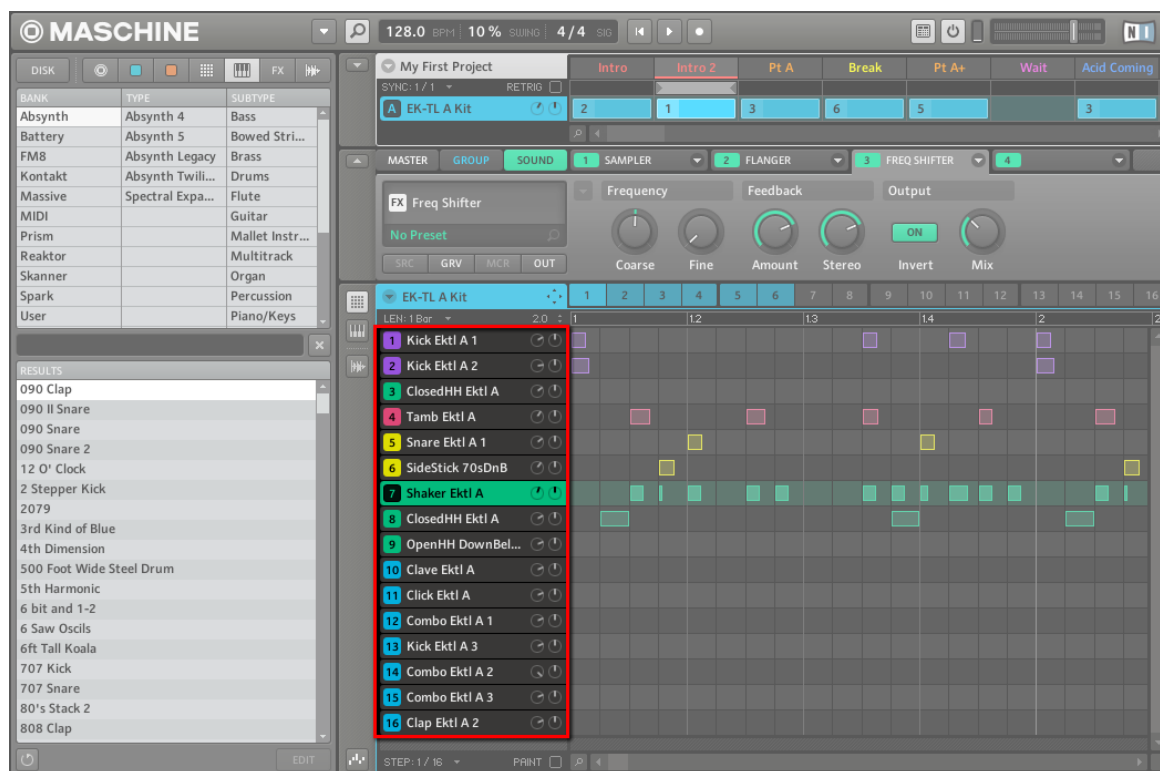 MASCHINE
128.0 BPM 10 % SWING 4 / 4 SIG
NI
DISK FX
My First Project Intro Intro 2 Pt A Break Pt A+ Wait Acid Coming
SYNC: 1 / 1 RETRIG
A EK-TL A Kit 2 1 3 6 5 3
BANK TYPE SUBTYPE
Absynth Absynth 4 Bass
Battery Absynth 5 Bowed Stri...
FM8 Absynth Legacy Brass
Kontakt Absynth Twili... Drums
Massive Spectral Expa... Flute
MIDI Guitar
Prism Mallet Instr...
Reaktor Multitrack
Skanner Organ
Spark Percussion
User Piano/Keys
MASTER GROUP SOUND 1 SAMPLER 2 FLANGER 3 FREQ SHIFTER 4
FX Freq Shifter
No Preset
SRC GRV MCR OUT
Frequency Feedback Output
ON
Coarse Fine Amount Stereo Invert Mix
EK-TL A Kit 1 2 3 4 5 6 7 8 9 10 11 12 13 14 15 16
LEN: 1 Bar 2.0 1 1.2 1.3 1.4 2 2
RESULTS
090 Clap
090 II Snare
090 Snare
090 Snare 2
12 O' Clock
2 Stepper Kick
2079
3rd Kind of Blue
4th Dimension
500 Foot Wide Steel Drum
5th Harmonic
6 bit and 1-2
6 Saw Oscils
6ft Tall Koala
707 Kick
707 Snare
80's Stack 2
808 Clap
EDIT
1 Kick Ektl A 1
2 Kick Ektl A 2
3 ClosedHH Ektl A
4 Tamb Ektl A
5 Snare Ektl A 1
6 SideStick 70sDnB
7 Shaker Ektl A
8 ClosedHH Ektl A
9 OpenHH DownBel...
10 Clave Ektl A
11 Click Ektl A
12 Combo Ektl A 1
13 Kick Ektl A 3
14 Combo Ektl A 2
15 Combo Ektl A 3
16 Clap Ektl A 2
STEP: 1 / 16 PAINT